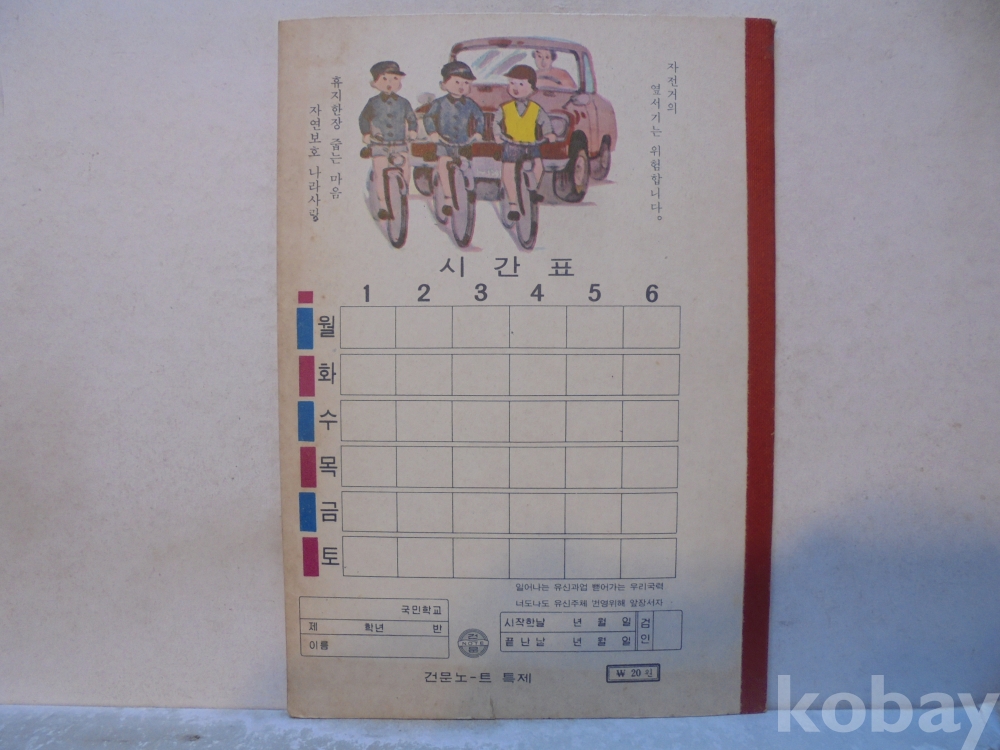 휴지한장 줍는 마음
자연보호 나라사랑
자전거의
옆서기는 위험합니다。
시간표
1 2 3 4 5 6
월
화
수
목
금
토
일어나는 유신과업 뻗어가는 우리국력
너도나도 유신주체 번영위해 앞장서자
국민학교
제 학년 반
이름
시작한날 년 월 일
끝난날 년 월 일
검인
건문노-트 특제
₩ 20원
kobay